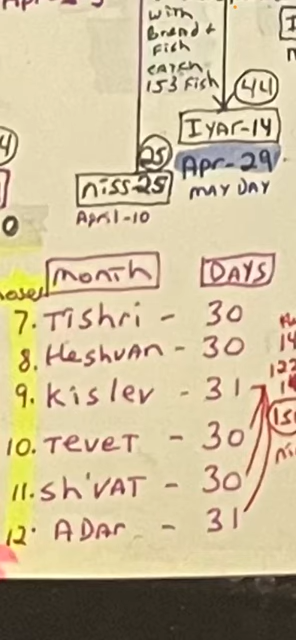 with
Bread +
Fish
catch
153 Fish
44
Iyar-14
25
Apr-29
niss-25
MAY DAY
April-10
month DAYS
7. Tishri - 30
8. HeshvAn - 30
9. Kislev - 31
10. TeveT - 30
11. sh'VAT - 30
12. ADAr - 31